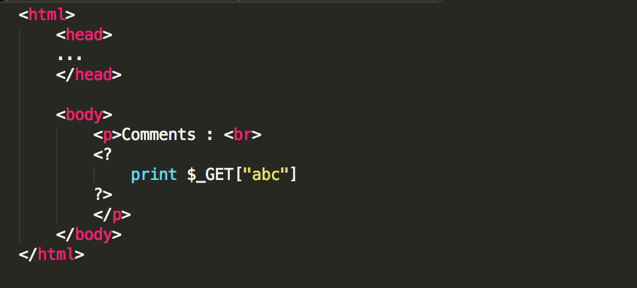 <html>
<head>
...
</head>
<body>
<p>Comments : <br>
<?
print $_GET["abc"]
?>
</p>
</body>
</html>